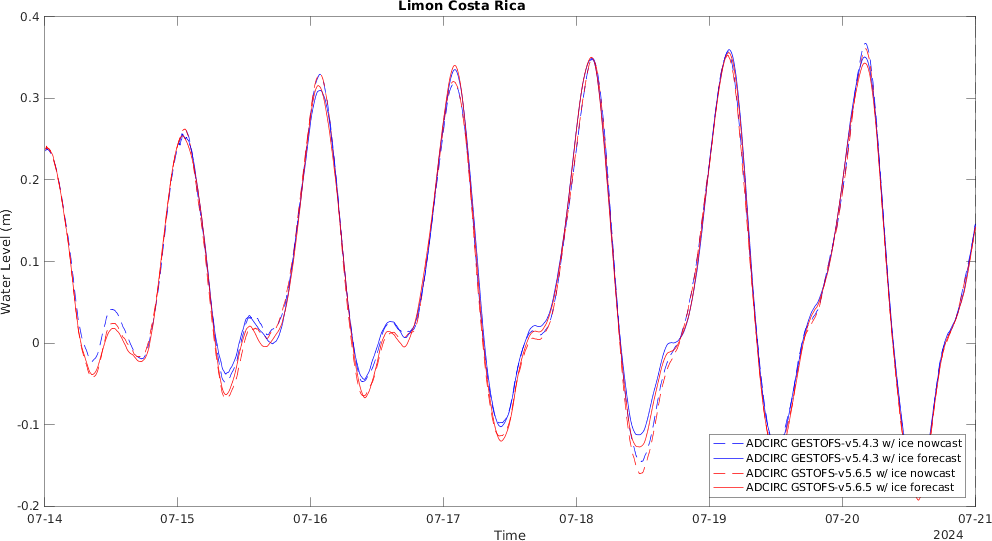 Limon Costa Rica
0.4
0.3
0.2
0.1
0
-0.1
-0.2
Water Level (m)
ADCIRC GESTOFS-v5.4.3 w/ ice nowcast
ADCIRC GESTOFS-v5.4.3 w/ ice forecast
ADCIRC GSTOFS-v5.6.5 w/ ice nowcast
ADCIRC GSTOFS-v5.6.5 w/ ice forecast
07-14 07-15 07-16 07-17 07-18 07-19 07-20 07-21
Time
2024